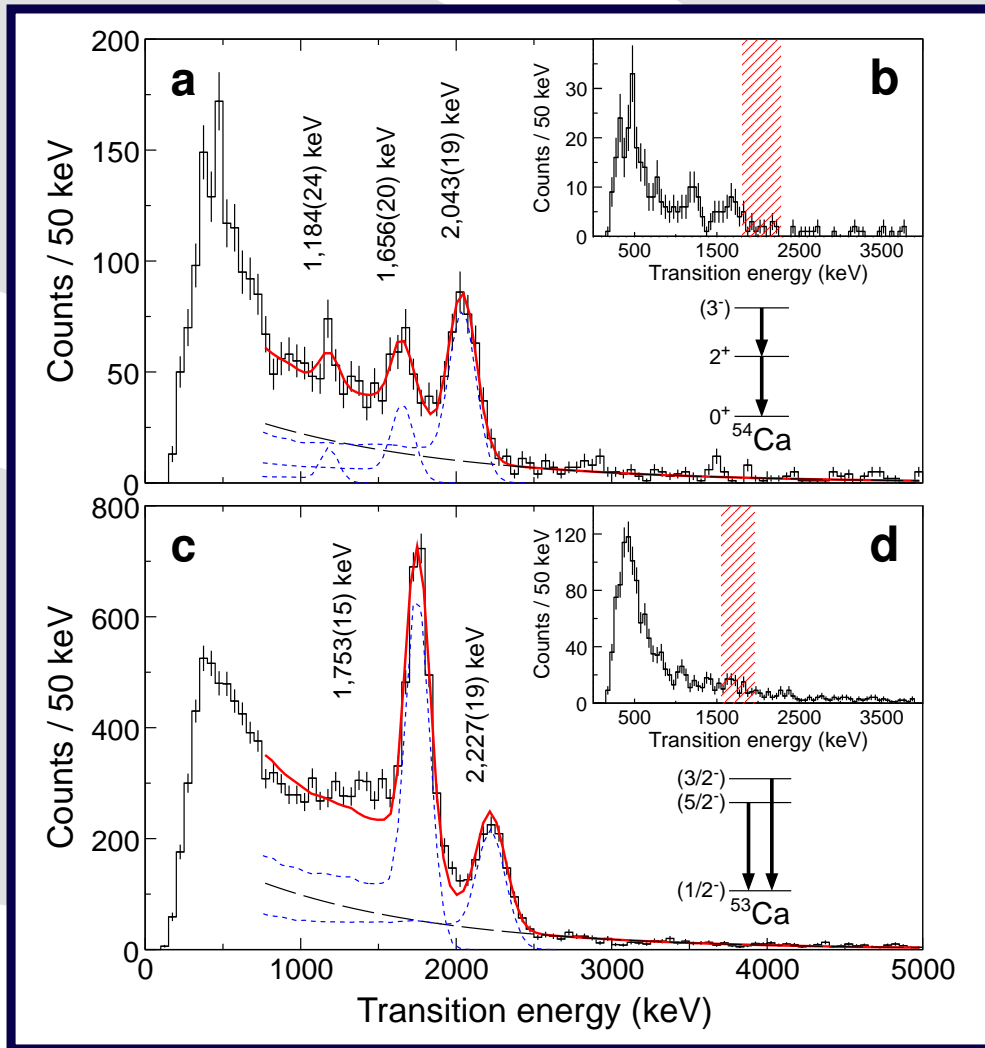 a
Counts / 50 keV
200
150
100
50
0
1,184(24) keV
1,656(20) keV
2,043(19) keV
b
Counts / 50 keV
30
20
10
0
500 1500 2500 3500
Transition energy (keV)
(3⁻)
2⁺
0⁺
⁵⁴Ca
c
Counts / 50 keV
800
600
400
200
0
1,753(15) keV
2,227(19) keV
d
Counts / 50 keV
120
80
40
0
500 1500 2500 3500
Transition energy (keV)
(3/2⁻)
(5/2⁻)
(1/2⁻)
⁵³Ca
0 1000 2000 3000 4000 5000
Transition energy (keV)